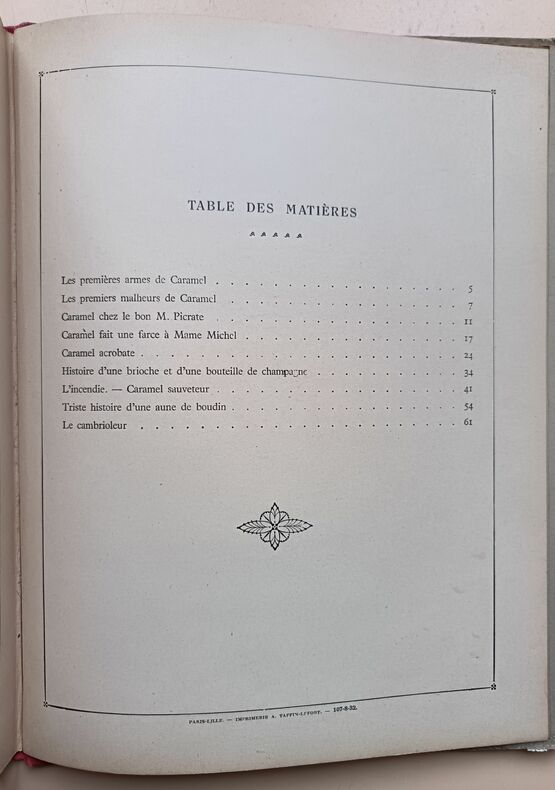 TABLE DES MATIÈRES
Les premières armes de Caramel . . . . . . . . . . . . . . . . . 5
Les premiers malheurs de Caramel . . . . . . . . . . . . . . . . 7
Caramel chez le bon M. Picrate . . . . . . . . . . . . . . . . . 11
Caramel fait une farce à Mame Michel . . . . . . . . . . . . . . . 17
Caramel acrobate . . . . . . . . . . . . . . . . . . . . . . 24
Histoire d'une brioche et d'une bouteille de champagne . . . . . . . . . . 34
L'incendie. — Caramel sauveteur . . . . . . . . . . . . . . . . . 41
Triste histoire d'une aune de boudin . . . . . . . . . . . . . . . . 54
Le cambrioleur . . . . . . . . . . . . . . . . . . . . . . 61
PARIS-LILLE. — IMPRIMERIE A. TAFFIN-LEFORT. — 107-8-32.